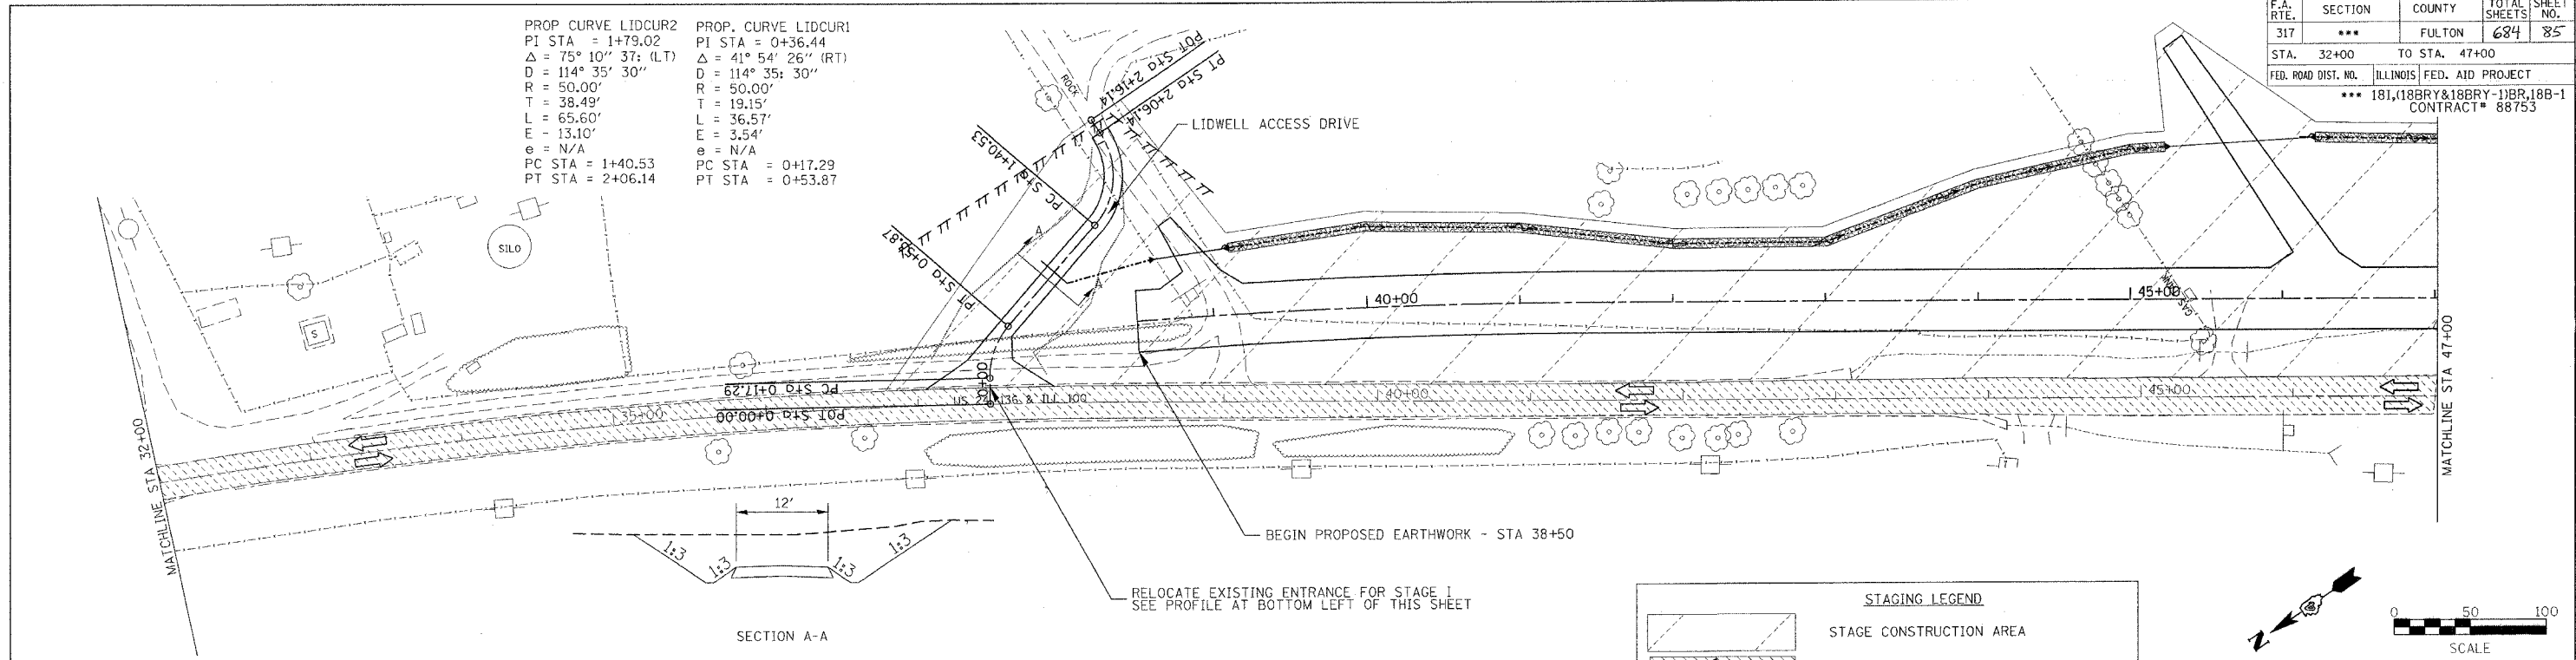 PROP CURVE LIDCUR2
PI STA = 1+79.02
Δ = 75° 10" 37: (LT)
D = 114° 35' 30"
R = 50.00'
T = 38.49'
L = 65.60'
E - 13.10'
e = N/A
PC STA = 1+40.53
PT STA = 2+06.14
PROP. CURVE LIDCUR1
PI STA = 0+36.44
Δ = 41° 54' 26" (RT)
D = 114° 35: 30"
R = 50.00'
T = 19.15'
L = 36.57'
E = 3.54'
e = N/A
PC STA = 0+17.29
PT STA = 0+53.87
F.A. RTE.
SECTION
COUNTY
TOTAL SHEETS
SHEET NO.
317
***
FULTON
684
85
STA. 32+00 TO STA. 47+00
FED. ROAD DIST. NO.
ILLINOIS
FED. AID PROJECT
*** 18I,(18BRY&18BRY-1)BR,18B-1
CONTRACT# 88753
ROCK
POT Sta 2+16.14
PT Sta 2+06.14
LIDWELL ACCESS DRIVE
PC Sta 1+40.53
PT Sta 0+53.87
A
A
SILO
S
40+00
45+00
PC Sta 0+17.29
POT Sta 0+00.00
35+00
40+00
45+00
MATCHLINE STA 32+00
MATCHLINE STA 47+00
12'
1:3
1:3
1:3
1:3
SECTION A-A
BEGIN PROPOSED EARTHWORK - STA 38+50
RELOCATE EXISTING ENTRANCE FOR STAGE I
SEE PROFILE AT BOTTOM LEFT OF THIS SHEET
STAGING LEGEND
STAGE CONSTRUCTION AREA
N
0 50 100
SCALE